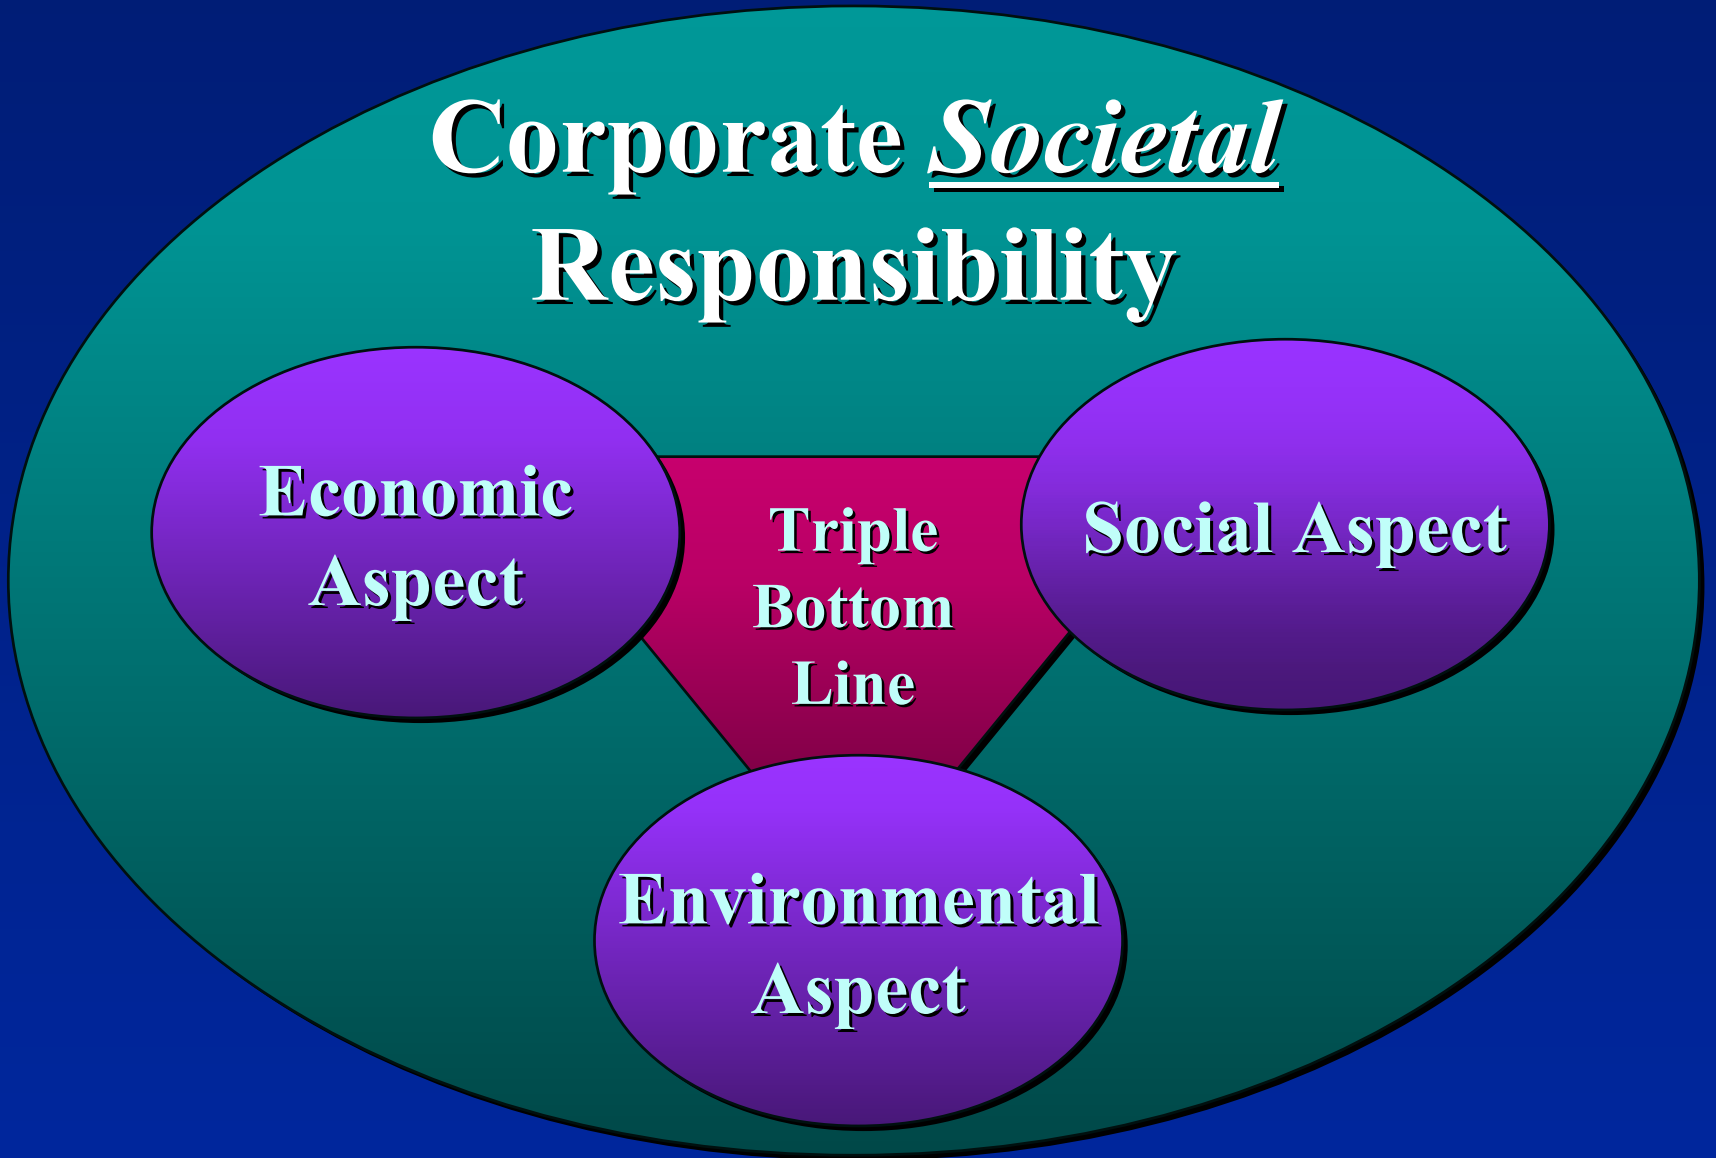 Corporate Societal
Responsibility
Economic
Aspect
Triple
Bottom
Line
Social Aspect
Environmental
Aspect